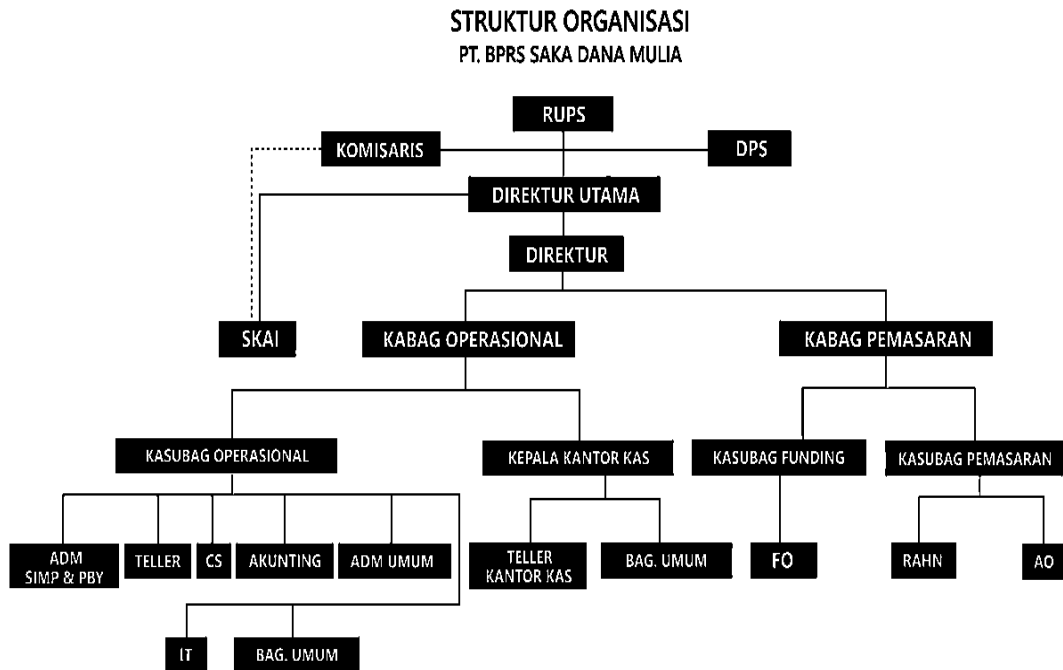 STRUKTUR ORGANISASI
PT. BPRS SAKA DANA MULIA
RUPS
KOMISARIS
DPS
DIREKTUR UTAMA
DIREKTUR
SKAI
KABAG OPERASIONAL
KABAG PEMASARAN
KASUBAG OPERASIONAL
KEPALA KANTOR KAS
KASUBAG FUNDING
KASUBAG PEMASARAN
ADM
SIMP & PBY
TELLER
CS
AKUNTING
ADM UMUM
TELLER
KANTOR KAS
BAG. UMUM
FO
RAHN
AO
IT
BAG. UMUM